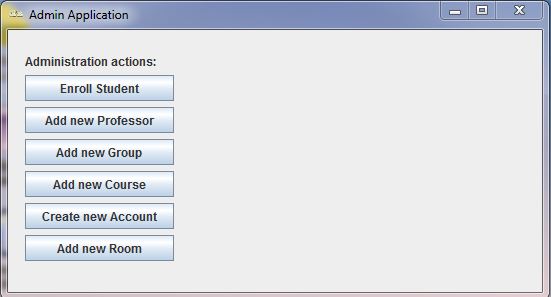 Admin Application
Administration actions:
Enroll Student
Add new Professor
Add new Group
Add new Course
Create new Account
Add new Room